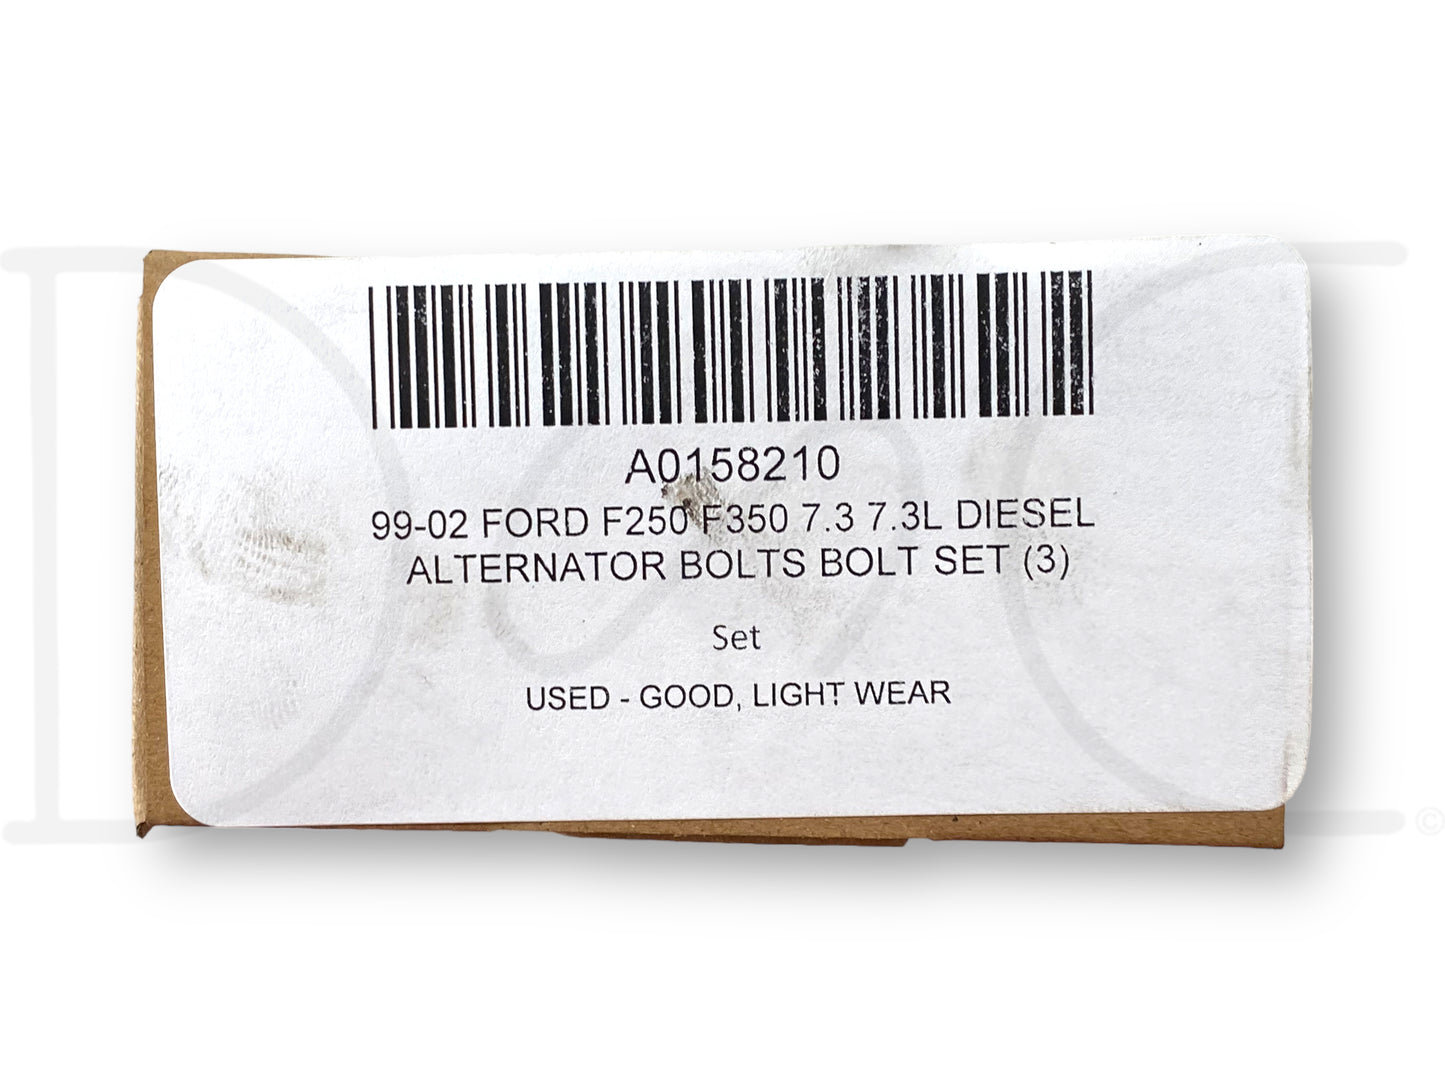 A0158210
99-02 FORD F250 F350 7.3 7.3L DIESEL
ALTERNATOR BOLTS BOLT SET (3)
Set
USED - GOOD, LIGHT WEAR
©